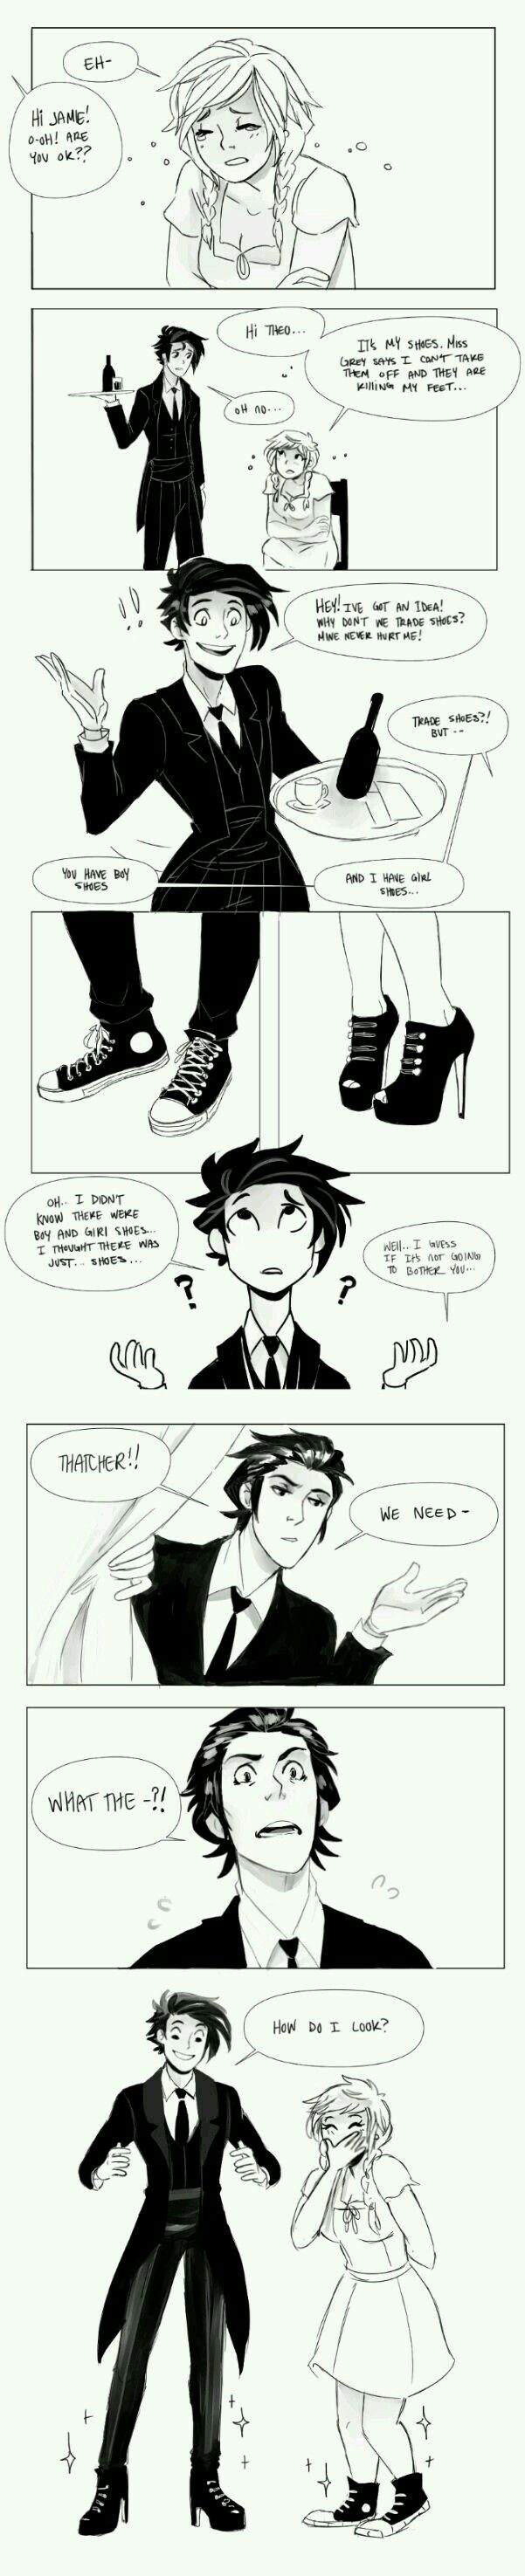 EH-
HI JAMIE!
O-OH! ARE
YOU OK??
HI THEO...
IT'S MY SHOES. MISS
GREY SAYS I CAN'T TAKE
THEM OFF AND THEY ARE
KILLING MY FEET...
OH NO...
!!
HEY! IVE GOT AN IDEA!
WHY DON'T WE TRADE SHOES?
MINE NEVER HURT ME!
TRADE SHOES?!
BUT --
YOU HAVE BOY
SHOES
AND I HAVE GIRL
SHOES...
OH.. I DIDNT
KNOW THERE WERE
BOY AND GIRL SHOES...
I THOUGHT THERE WAS
JUST... SHOES...
? ?
WELL.. I GUESS
IF IT'S NOT GOING
TO BOTHER YOU...
THATCHER!!
WE NEED-
WHAT THE -?!
HOW DO I LOOK?